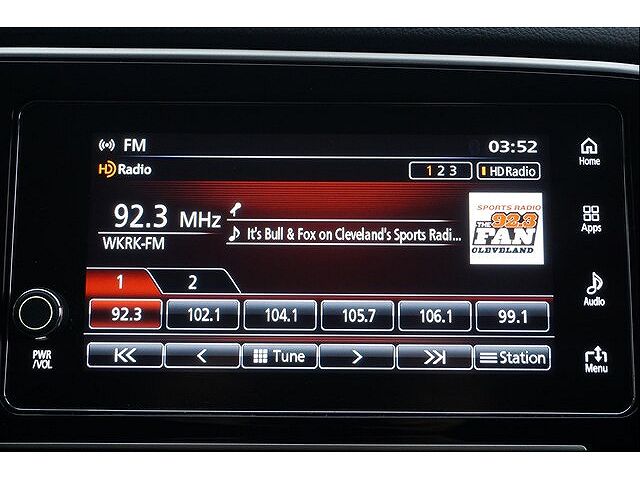 FM 03:52
HD Radio 1 2 3 HD Radio
92.3 MHz
WKRK-FM
It's Bull & Fox on Cleveland's Sports Radi...
SPORTS RADIO
THE 92.3
FAN
CLEVELAND
1 2
92.3 102.1 104.1 105.7 106.1 99.1
Tune Station
PWR
/VOL
Home
Apps
Audio
Menu